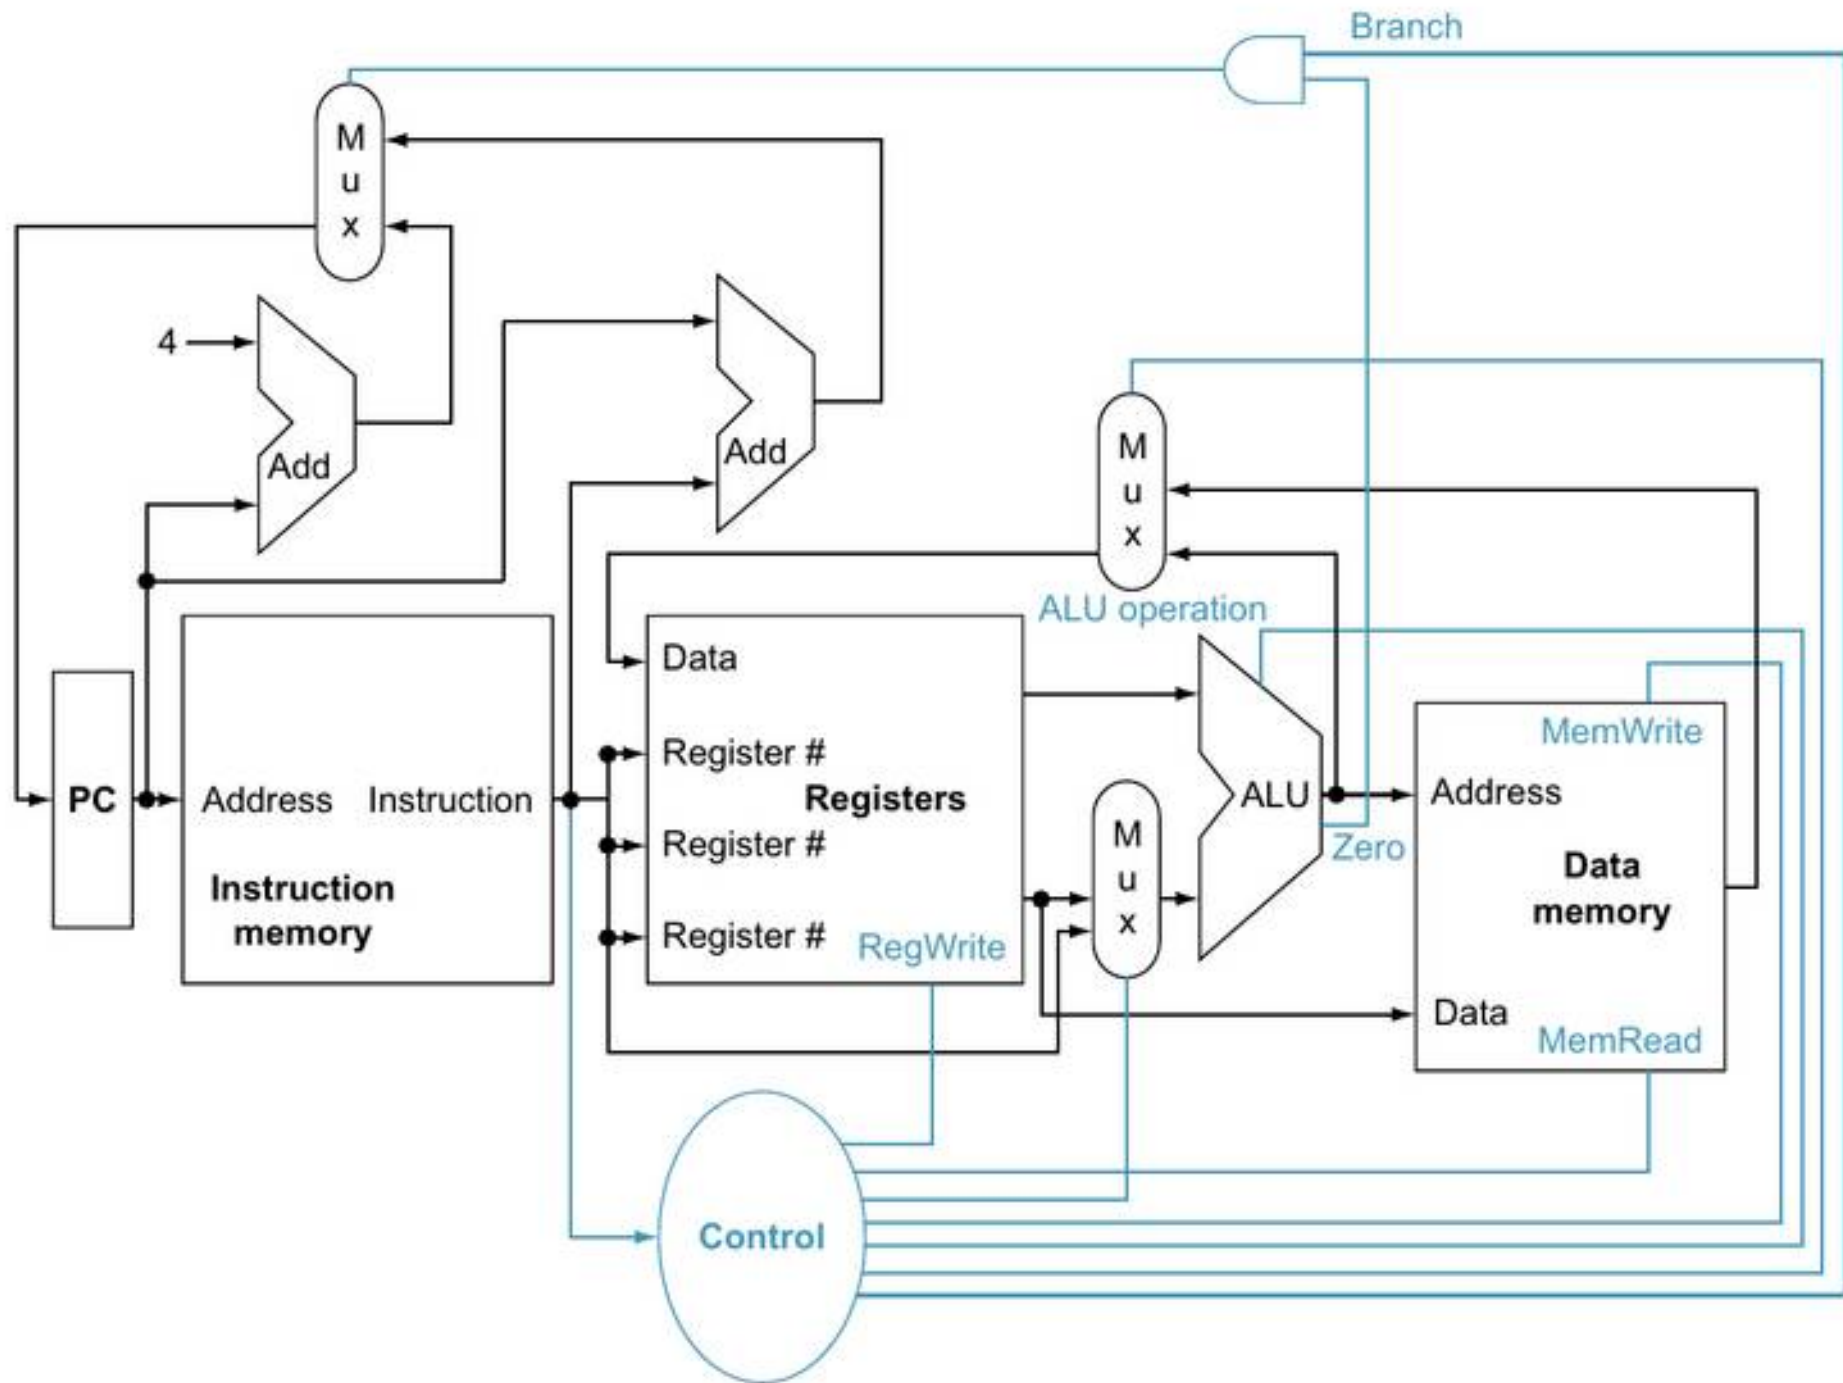 Branch
M
u
x
4
Add
Add
M
u
x
ALU operation
Data
Register #
Registers
Register #
Register #
RegWrite
PC
Address Instruction
Instruction
memory
M
u
x
ALU
Zero
MemWrite
Address
Data
memory
Data
MemRead
Control